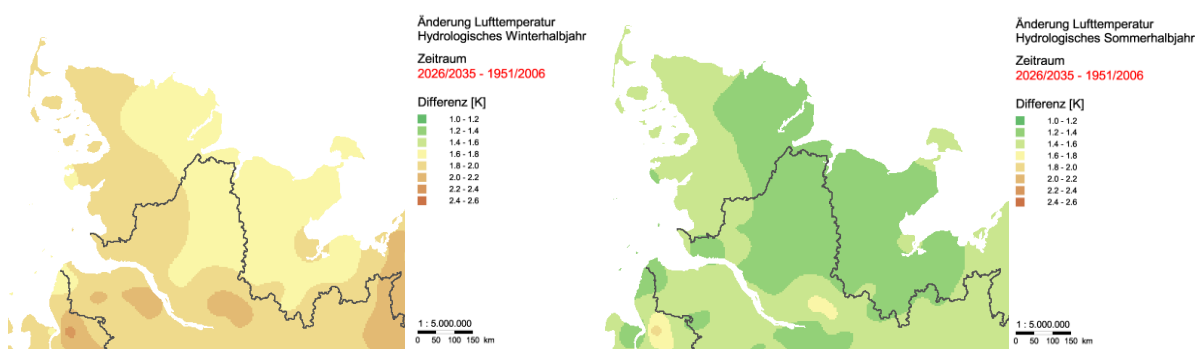 Änderung Lufttemperatur
Hydrologisches Winterhalbjahr
Zeitraum
2026/2035 - 1951/2006
Differenz [K]
1.0 - 1.2
1.2 - 1.4
1.4 - 1.6
1.6 - 1.8
1.8 - 2.0
2.0 - 2.2
2.2 - 2.4
2.4 - 2.6
1 : 5.000.000
0 50 100 150 km
Änderung Lufttemperatur
Hydrologisches Sommerhalbjahr
Zeitraum
2026/2035 - 1951/2006
Differenz [K]
1.0 - 1.2
1.2 - 1.4
1.4 - 1.6
1.6 - 1.8
1.8 - 2.0
2.0 - 2.2
2.2 - 2.4
2.4 - 2.6
1 : 5.000.000
0 50 100 150 km